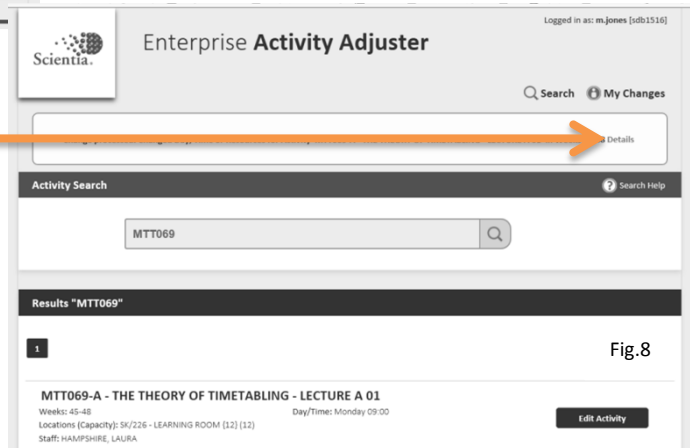 Logged in as: m.jones [sdb1516]
Scientia.
Enterprise Activity Adjuster
Search My Changes
Details
Activity Search
Search Help
MTT069
Results "MTT069"
1
Fig.8
MTT069-A - THE THEORY OF TIMETABLING - LECTURE A 01
Weeks: 45-48 Day/Time: Monday 09:00
Locations (Capacity): SK/226 - LEARNING ROOM (12) (12)
Edit Activity
Staff: HAMPSHIRE, LAURA